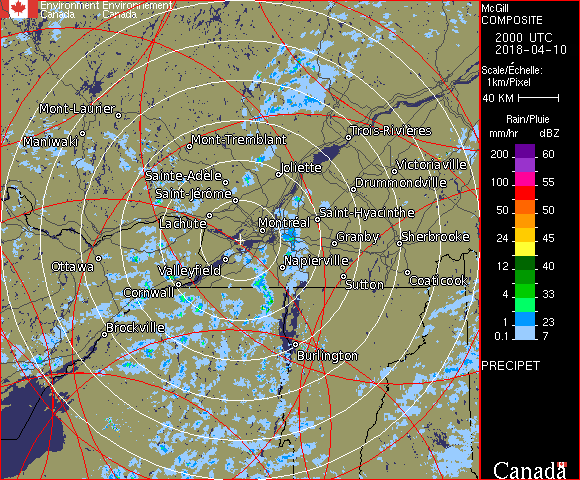 Environment Environnement
Canada Canada
McGill
COMPOSITE
2000 UTC
2018-04-10
Scale/Échelle:
1km/Pixel
40 KM
Rain/Pluie
mm/hr dBZ
200 60
100 55
50 50
24 45
12 40
4 33
1 23
0.1 7
PRECIPET
Canada
Mont-Laurier
Maniwaki
Mont-Tremblant
Trois-Rivières
Sainte-Adèle
Joliette
Victoriaville
Saint-Jérôme
Drummondville
Lachute
Montréal
Saint-Hyacinthe
Granby
Sherbrooke
Ottawa
Valleyfield
Napierville
Cornwall
Sutton
Coaticook
Brockville
Burlington